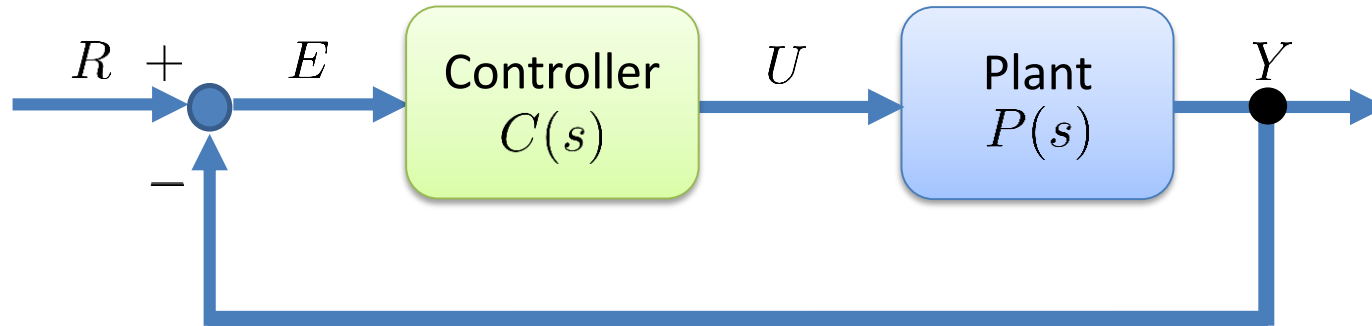 R + E Controller C(s) U Plant P(s) Y
−